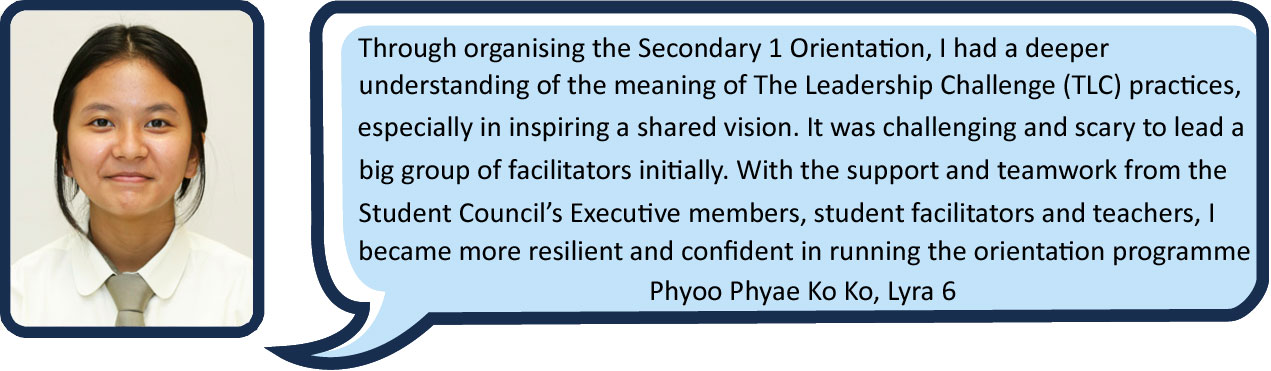 Through organising the Secondary 1 Orientation, I had a deeper
understanding of the meaning of The Leadership Challenge (TLC) practices,
especially in inspiring a shared vision. It was challenging and scary to lead a
big group of facilitators initially. With the support and teamwork from the
Student Council’s Executive members, student facilitators and teachers, I
became more resilient and confident in running the orientation programme
Phyoo Phyae Ko Ko, Lyra 6